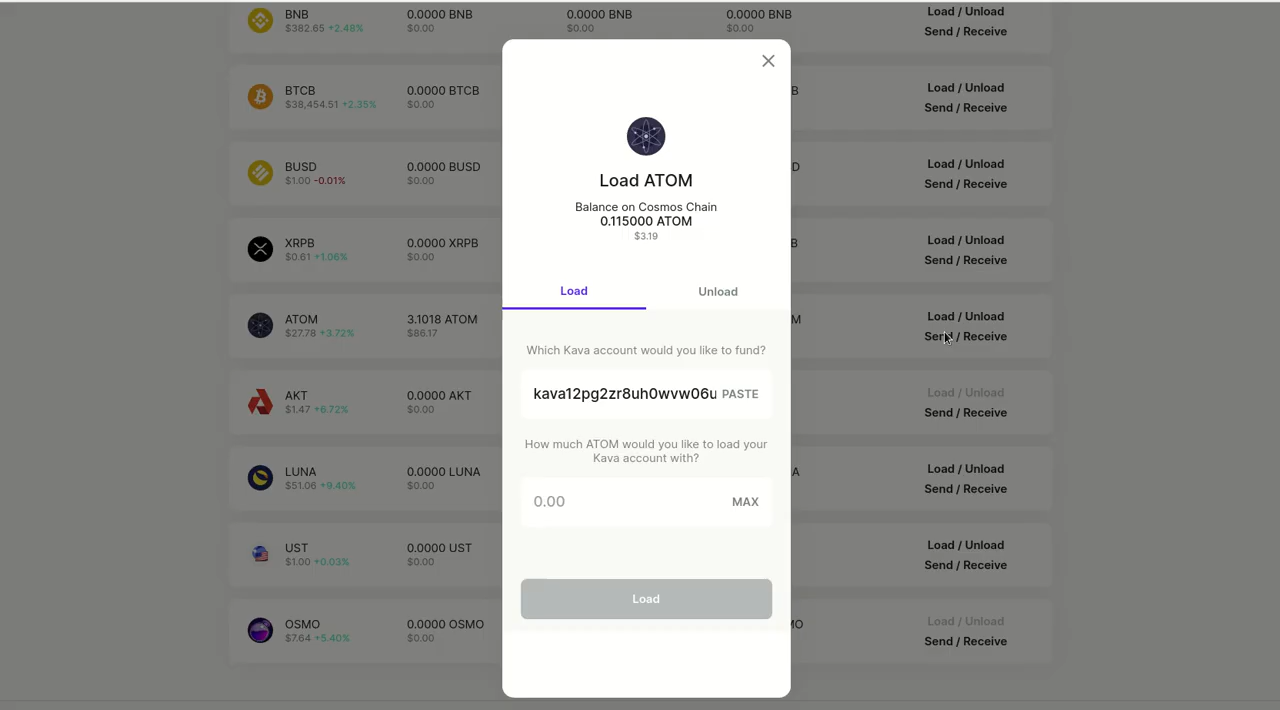 BNB 0.0000 BNB 0.0000 BNB 0.0000 BNB Load / Unload
$382.65 +2.48% $0.00 $0.00 $0.00 Send / Receive
BTCB 0.0000 BTCB B Load / Unload
$38,454.51 +2.35% $0.00 Send / Receive
BUSD 0.0000 BUSD D Load / Unload
$1.00 -0.01% $0.00 Send / Receive
XRPB 0.0000 XRPB B Load / Unload
$0.61 +1.06% $0.00 Send / Receive
ATOM 3.1018 ATOM M Load / Unload
$27.78 +3.72% $86.17 Send / Receive
AKT 0.0000 AKT Load / Unload
$1.47 +6.72% $0.00 Send / Receive
LUNA 0.0000 LUNA A Load / Unload
$51.06 +9.40% $0.00 Send / Receive
UST 0.0000 UST Load / Unload
$1.00 +0.03% $0.00 Send / Receive
OSMO 0.0000 OSMO MO Load / Unload
$7.64 +5.40% $0.00 Send / Receive
Load ATOM
Balance on Cosmos Chain
0.115000 ATOM
$3.19
Load Unload
Which Kava account would you like to fund?
kava12pg2zr8uh0wvw06u PASTE
How much ATOM would you like to load your
Kava account with?
0.00 MAX
Load